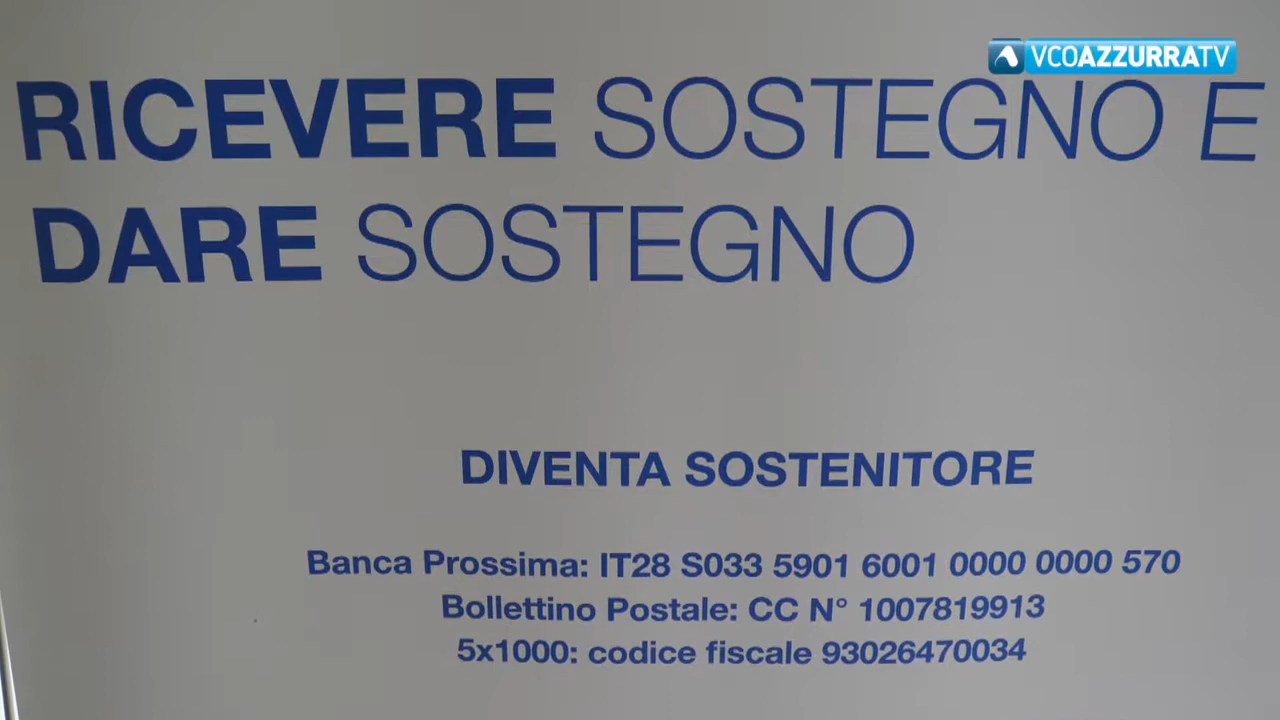 VCOAZZURRATV
RICEVERE SOSTEGNO E
DARE SOSTEGNO
DIVENTA SOSTENITORE
Banca Prossima: IT28 S033 5901 6001 0000 0000 570
Bollettino Postale: CC N° 1007819913
5x1000: codice fiscale 93026470034